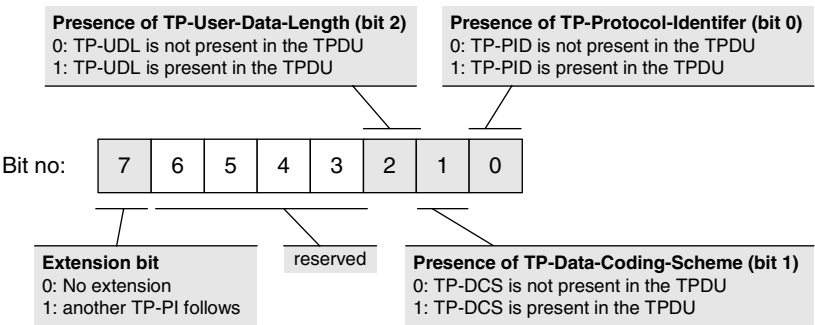 Presence of TP-User-Data-Length (bit 2)
0: TP-UDL is not present in the TPDU
1: TP-UDL is present in the TPDU
Presence of TP-Protocol-Identifer (bit 0)
0: TP-PID is not present in the TPDU
1: TP-PID is present in the TPDU
Bit no: 7 6 5 4 3 2 1 0
Extension bit
0: No extension
1: another TP-PI follows
reserved
Presence of TP-Data-Coding-Scheme (bit 1)
0: TP-DCS is not present in the TPDU
1: TP-DCS is present in the TPDU